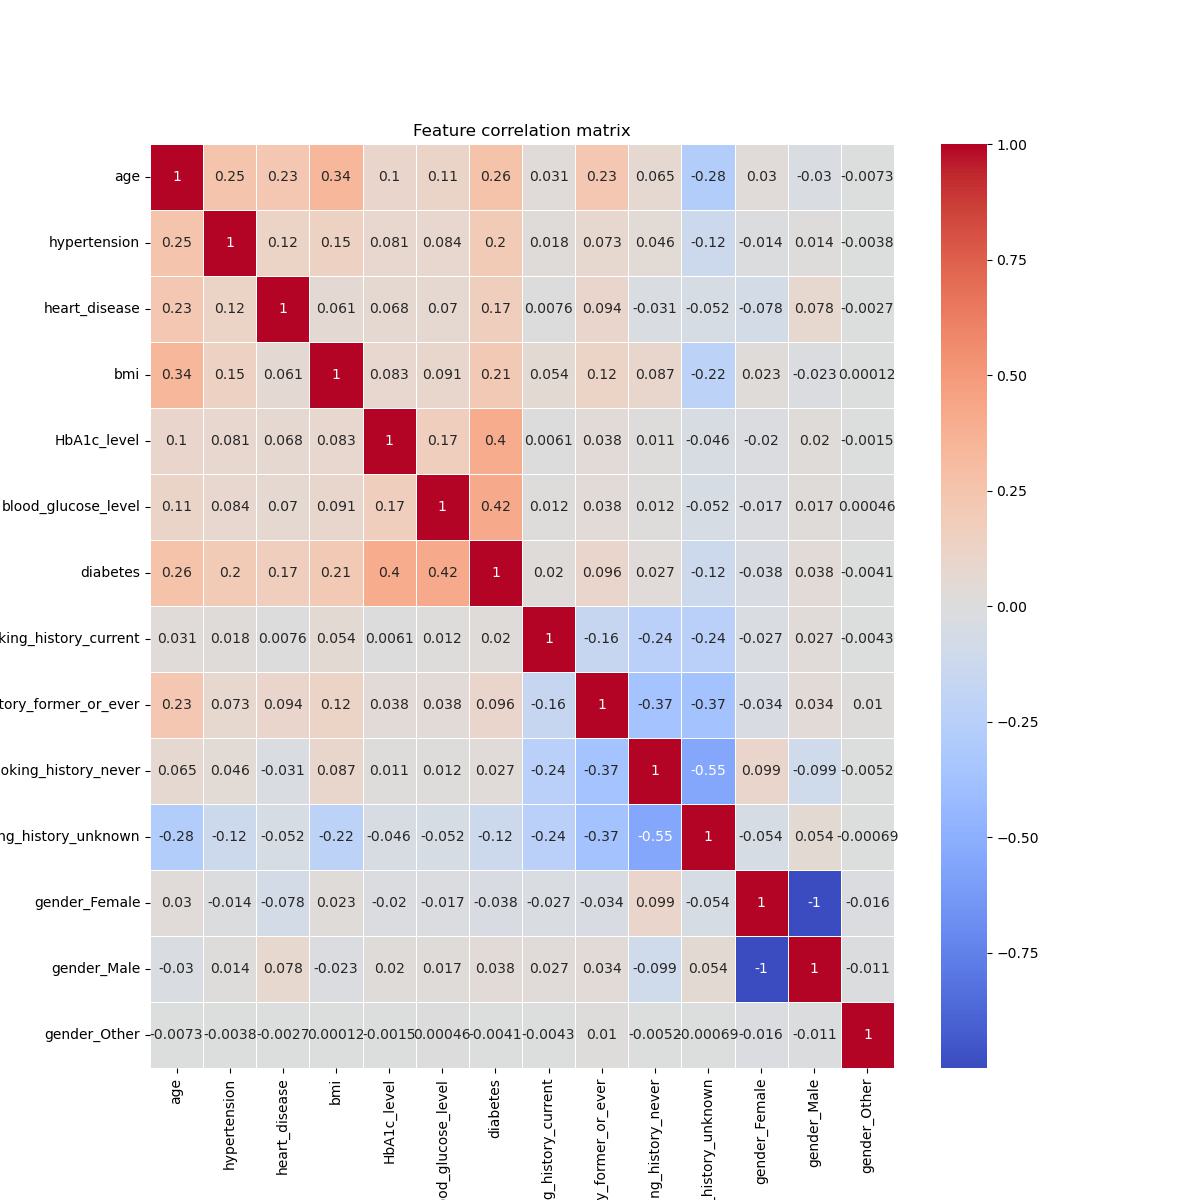 Feature correlation matrix
age 1 0.25 0.23 0.34 0.1 0.11 0.26 0.031 0.23 0.065 -0.28 0.03 -0.03 -0.0073
hypertension 0.25 1 0.12 0.15 0.081 0.084 0.2 0.018 0.073 0.046 -0.12 -0.014 0.014 -0.0038
heart_disease 0.23 0.12 1 0.061 0.068 0.07 0.17 0.0076 0.094 -0.031 -0.052 -0.078 0.078 -0.0027
bmi 0.34 0.15 0.061 1 0.083 0.091 0.21 0.054 0.12 0.087 -0.22 0.023 -0.023 0.00012
HbA1c_level 0.1 0.081 0.068 0.083 1 0.17 0.4 0.0061 0.038 0.011 -0.046 -0.02 0.02 -0.0015
blood_glucose_level 0.11 0.084 0.07 0.091 0.17 1 0.42 0.012 0.038 0.012 -0.052 -0.017 0.017 0.00046
diabetes 0.26 0.2 0.17 0.21 0.4 0.42 1 0.02 0.096 0.027 -0.12 -0.038 0.038 -0.0041
king_history_current 0.031 0.018 0.0076 0.054 0.0061 0.012 0.02 1 -0.16 -0.24 -0.24 -0.027 0.027 -0.0043
tory_former_or_ever 0.23 0.073 0.094 0.12 0.038 0.038 0.096 -0.16 1 -0.37 -0.37 -0.034 0.034 0.01
oking_history_never 0.065 0.046 -0.031 0.087 0.011 0.012 0.027 -0.24 -0.37 1 -0.55 0.099 -0.099 -0.0052
ng_history_unknown -0.28 -0.12 -0.052 -0.22 -0.046 -0.052 -0.12 -0.24 -0.37 -0.55 1 -0.054 0.054 -0.00069
gender_Female 0.03 -0.014 -0.078 0.023 -0.02 -0.017 -0.038 -0.027 -0.034 0.099 -0.054 1 -1 -0.016
gender_Male -0.03 0.014 0.078 -0.023 0.02 0.017 0.038 0.027 0.034 -0.099 0.054 -1 1 -0.011
gender_Other -0.0073 -0.0038 -0.0027 0.00012 -0.0015 0.00046 -0.0041 -0.0043 0.01 -0.0052 0.00069 -0.016 -0.011 1
age
hypertension
heart_disease
bmi
HbA1c_level
od_glucose_level
diabetes
g_history_current
y_former_or_ever
ng_history_never
_history_unknown
gender_Female
gender_Male
gender_Other
1.00
0.75
0.50
0.25
0.00
−0.25
−0.50
−0.75